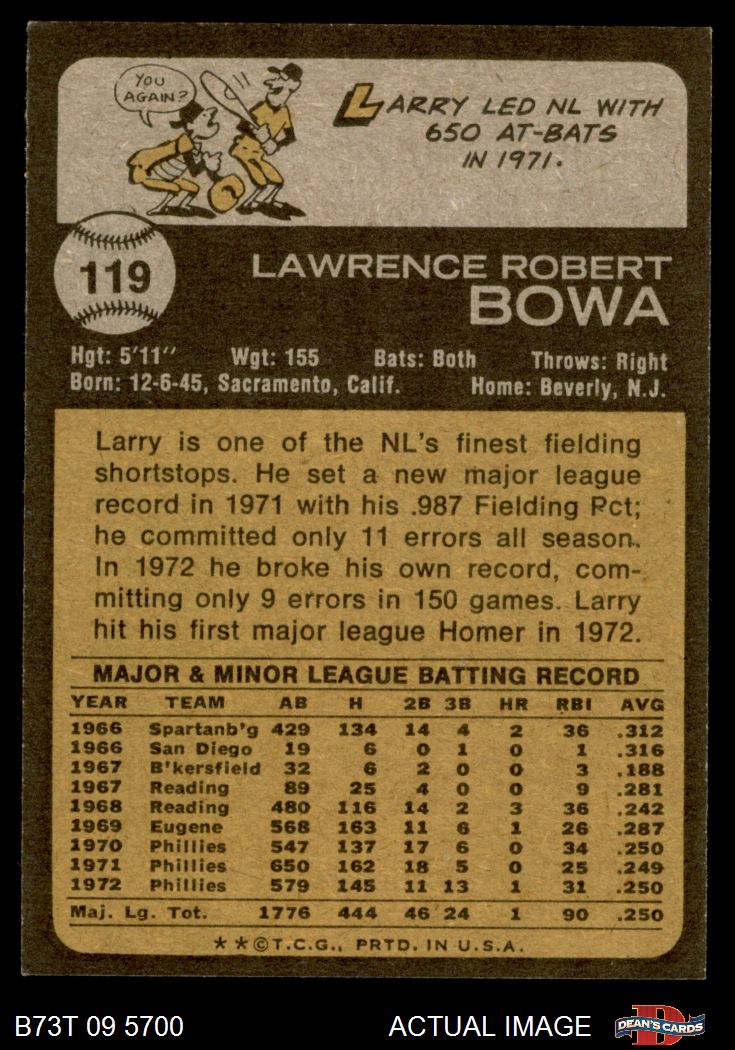 YOU
AGAIN?
LARRY LED NL WITH
650 AT-BATS
IN 1971.
119
LAWRENCE ROBERT
BOWA
Hgt: 5'11'' Wgt: 155 Bats: Both Throws: Right
Born: 12-6-45, Sacramento, Calif. Home: Beverly, N.J.
Larry is one of the NL's finest fielding
shortstops. He set a new major league
record in 1971 with his .987 Fielding Pct;
he committed only 11 errors all season.
In 1972 he broke his own record, com-
mitting only 9 errors in 150 games. Larry
hit his first major league Homer in 1972.
MAJOR & MINOR LEAGUE BATTING RECORD
YEAR TEAM AB H 2B 3B HR RBI AVG
1966 Spartanb'g 429 134 14 4 2 36 .312
1966 San Diego 19 6 0 1 0 1 .316
1967 B'kersfield 32 6 2 0 0 3 .188
1967 Reading 89 25 4 0 0 9 .281
1968 Reading 480 116 14 2 3 36 .242
1969 Eugene 568 163 11 6 1 26 .287
1970 Phillies 547 137 17 6 0 34 .250
1971 Phillies 650 162 18 5 0 25 .249
1972 Phillies 579 145 11 13 1 31 .250
Maj. Lg. Tot. 1776 444 46 24 1 90 .250
**©T.C.G., PRTD. IN U.S.A.
B73T 09 5700 ACTUAL IMAGE DEAN'S CARDS